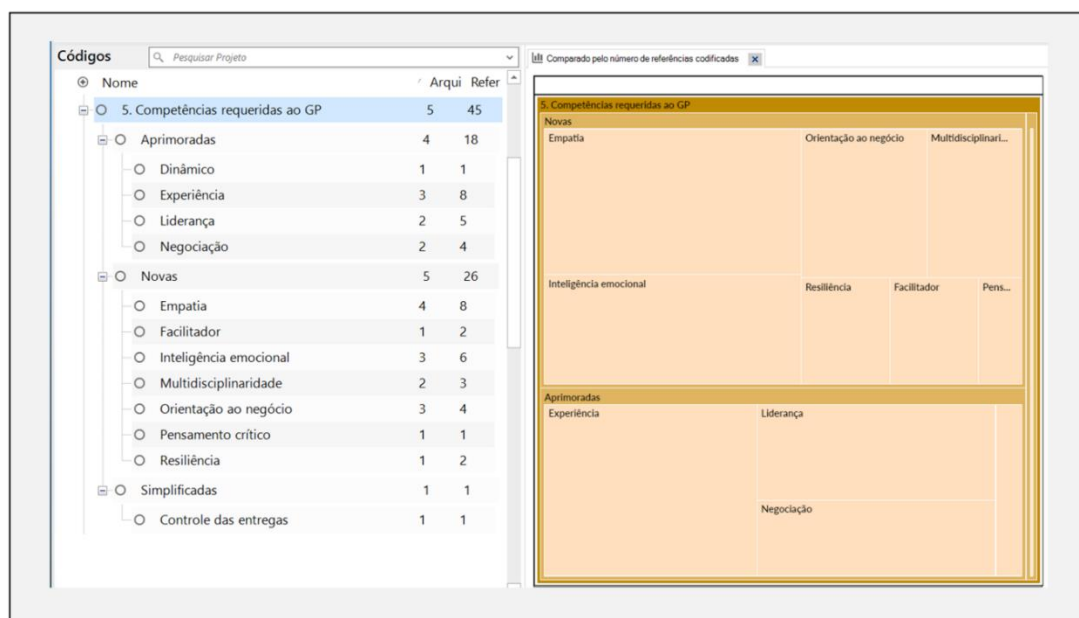 Códigos
Pesquisar Projeto
Nome Arqui Refer
5. Competências requeridas ao GP 5 45
Aprimoradas 4 18
Dinâmico 1 1
Experiência 3 8
Liderança 2 5
Negociação 2 4
Novas 5 26
Empatia 4 8
Facilitador 1 2
Inteligência emocional 3 6
Multidisciplinaridade 2 3
Orientação ao negócio 3 4
Pensamento crítico 1 1
Resiliência 1 2
Simplificadas 1 1
Controle das entregas 1 1
Comparado pelo número de referências codificadas
5. Competências requeridas ao GP
Novas
Empatia Orientação ao negócio Multidisciplinari...
Inteligência emocional Resiliência Facilitador Pens...
Aprimoradas
Experiência Liderança
Negociação